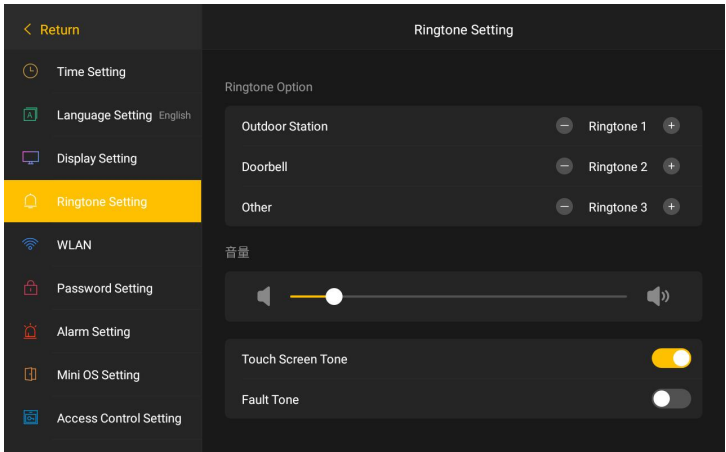 Return
Ringtone Setting
Time Setting
Language Setting English
Display Setting
Ringtone Setting
WLAN
Password Setting
Alarm Setting
Mini OS Setting
Access Control Setting
Ringtone Option
Outdoor Station Ringtone 1
Doorbell Ringtone 2
Other Ringtone 3
音量
Touch Screen Tone
Fault Tone